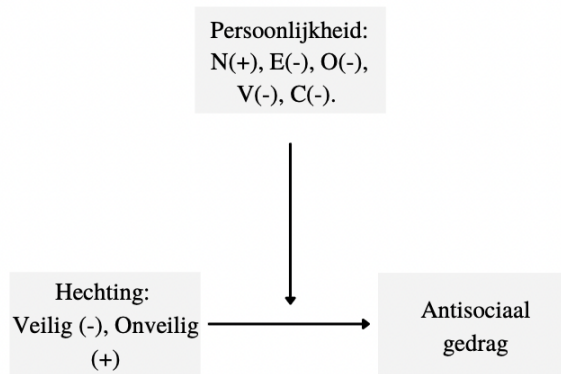 Persoonlijkheid:
N(+), E(-), O(-),
V(-), C(-).
Hechting:
Veilig (-), Onveilig
(+)
Antisociaal
gedrag